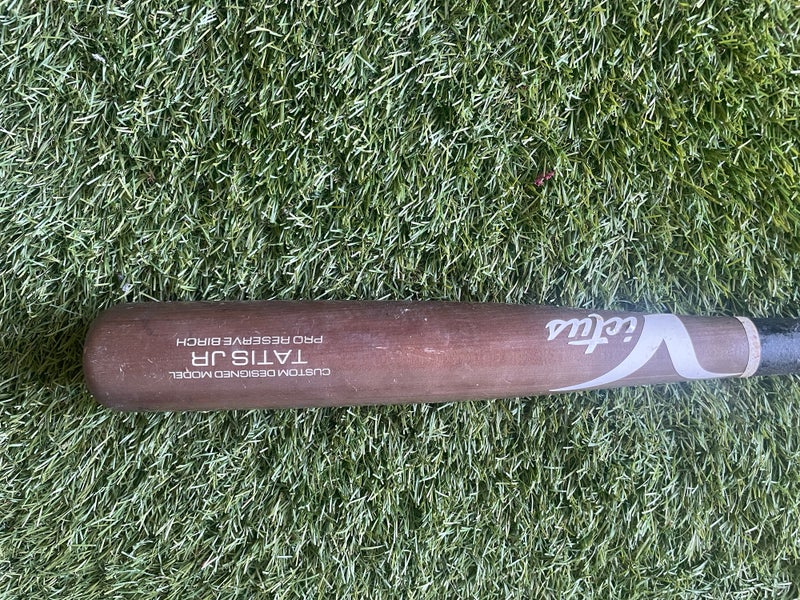 Victus
CUSTOM DESIGNED MODEL
TATIS JR
PRO RESERVE BIRCH